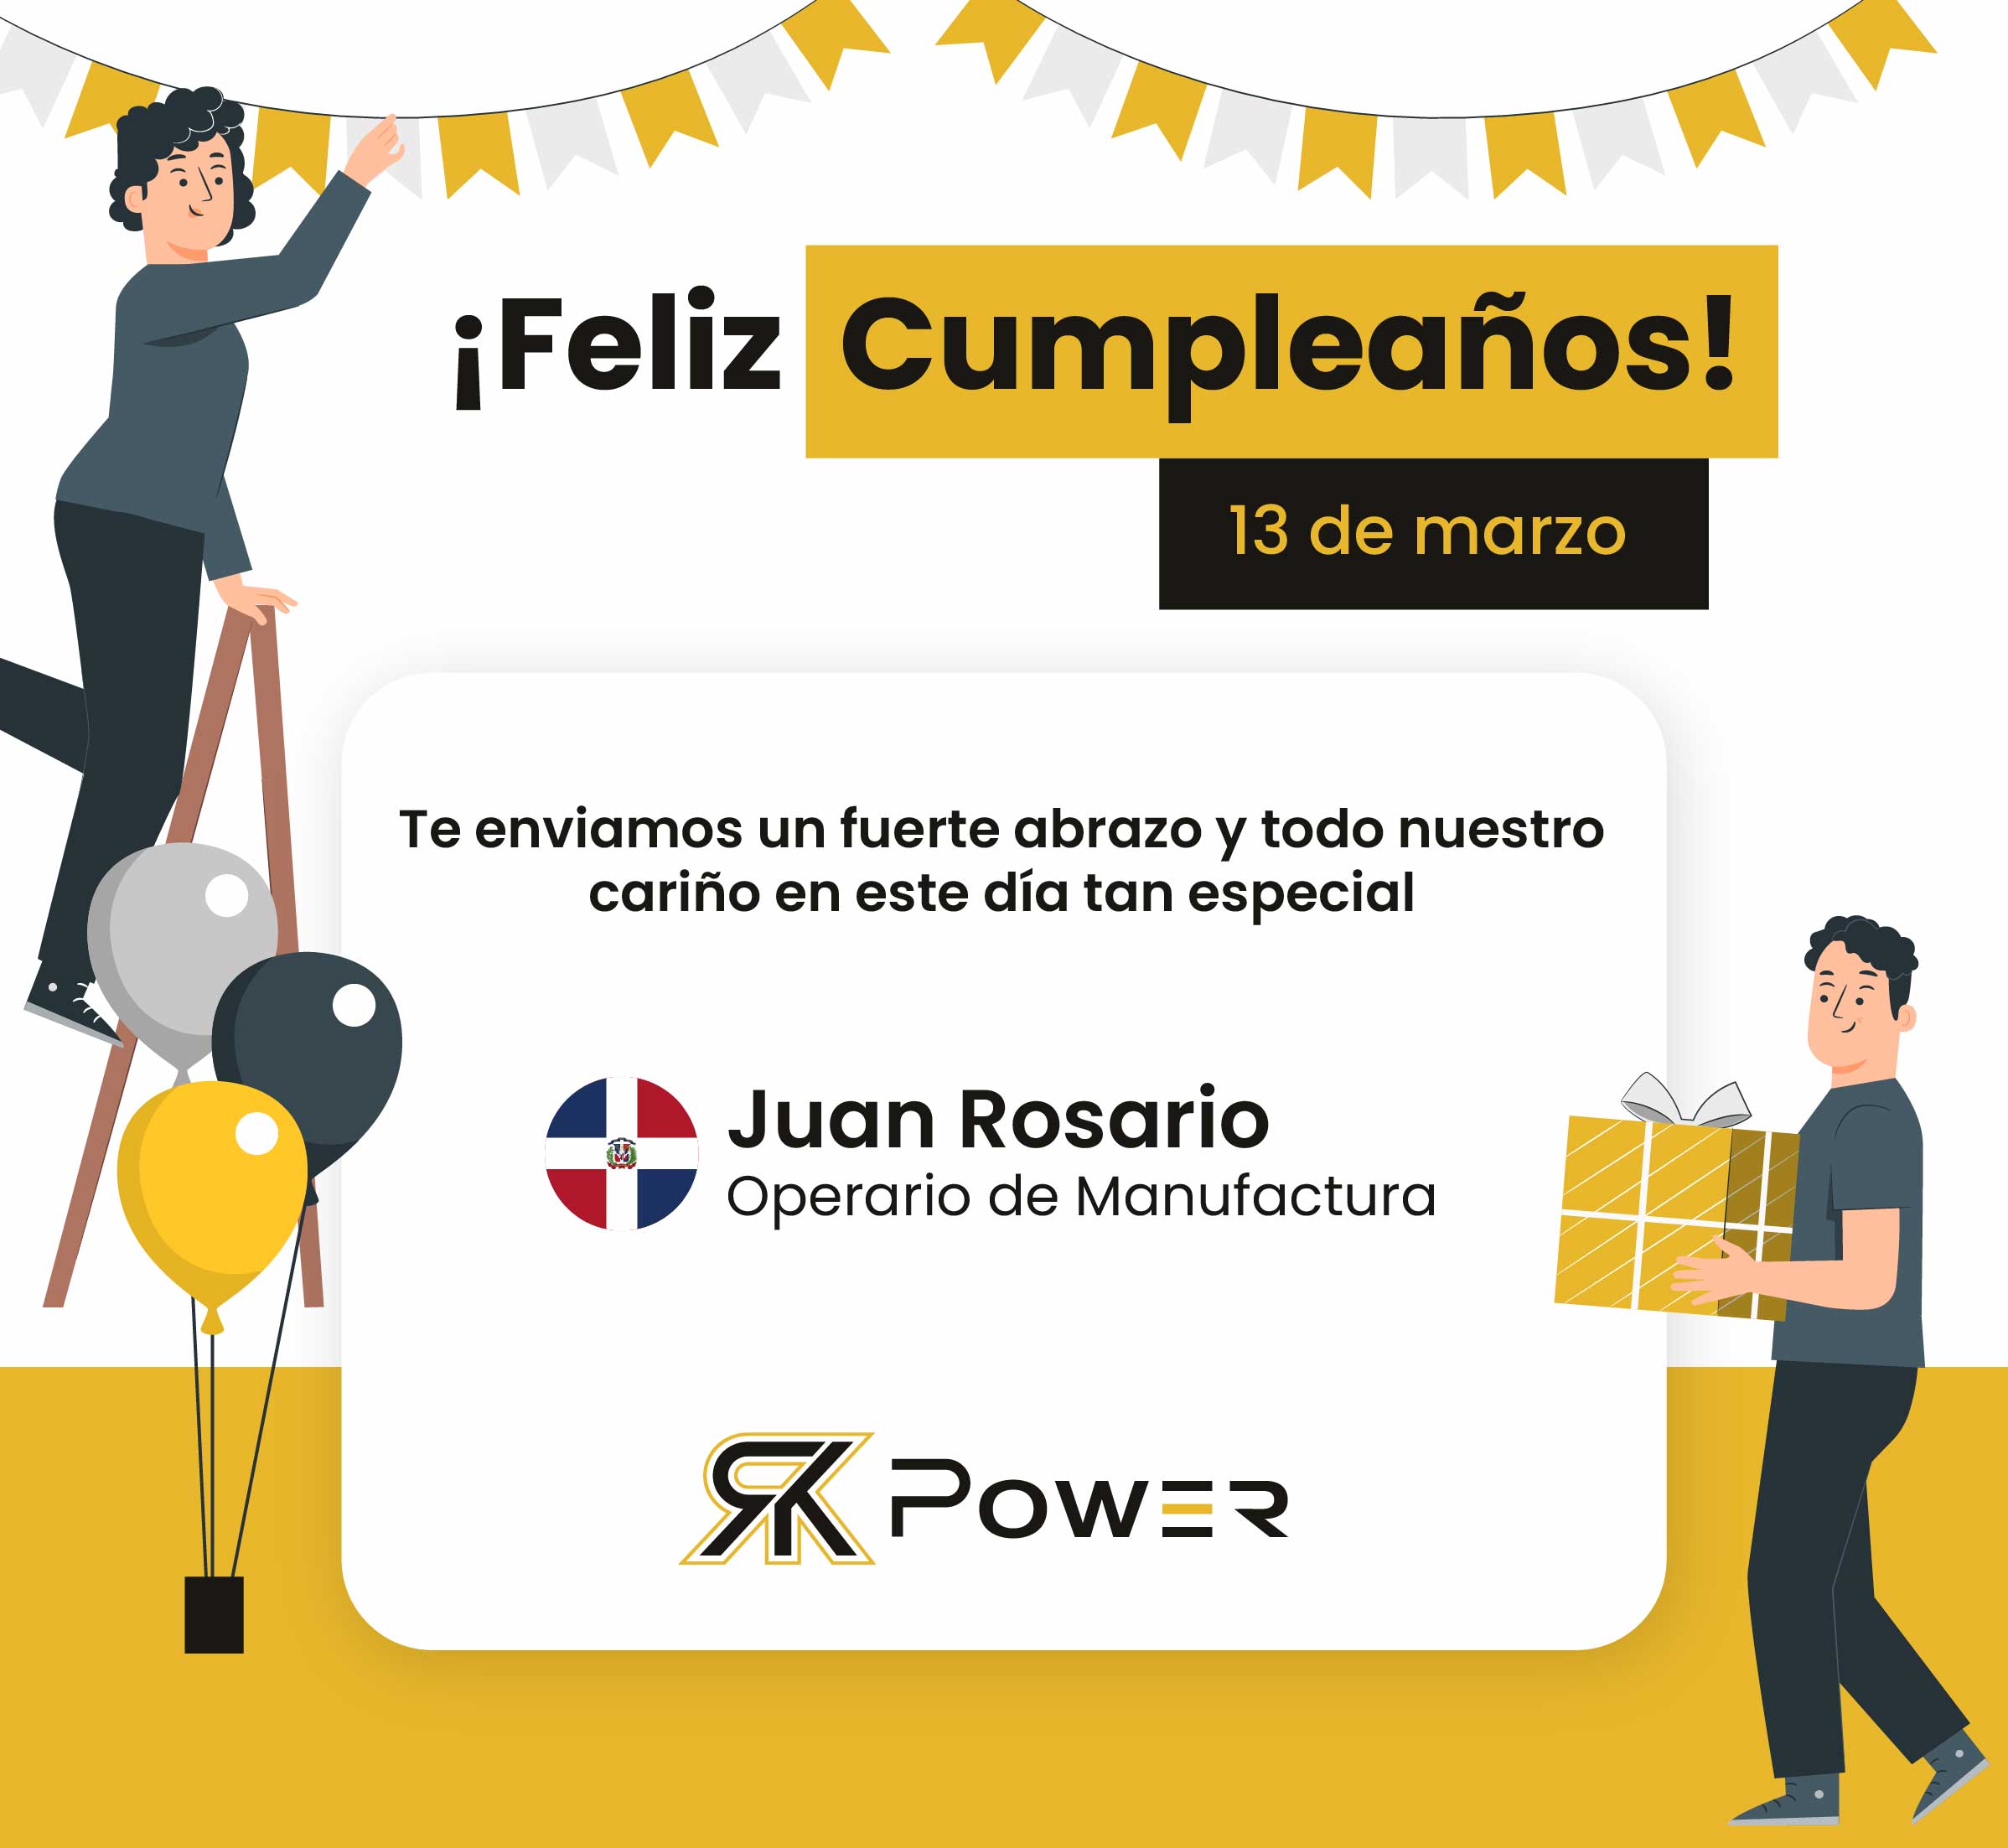 ¡Feliz Cumpleaños!
13 de marzo
Te enviamos un fuerte abrazo y todo nuestro
cariño en este día tan especial
Juan Rosario
Operario de Manufactura
RK Power